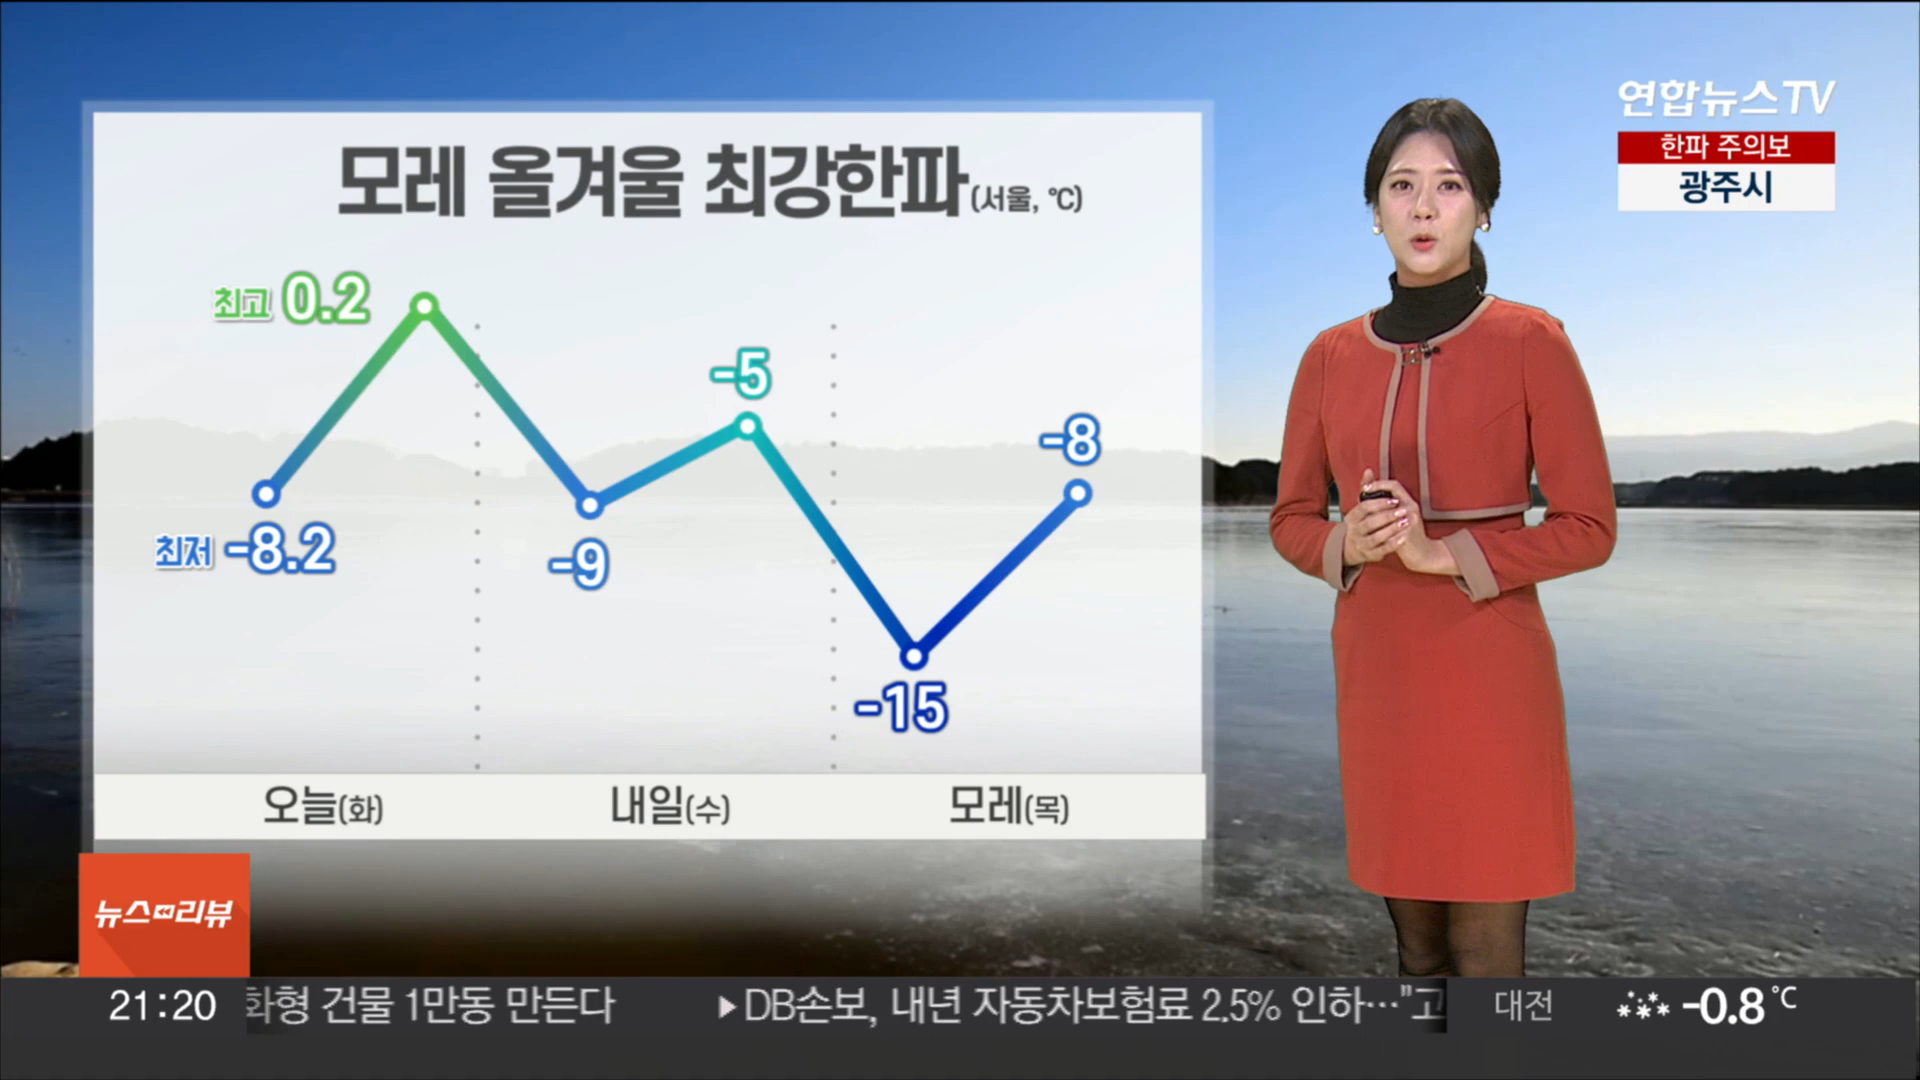 연합뉴스TV
한파 주의보
광주시
모레 올겨울 최강한파(서울, ℃)
최고 0.2
-5
-8
최저 -8.2
-9
-15
오늘(화)
내일(수)
모레(목)
뉴스리뷰
21:20
화형 건물 1만동 만든다 ▶DB손보, 내년 자동차보험료 2.5% 인하…"고
대전 -0.8℃